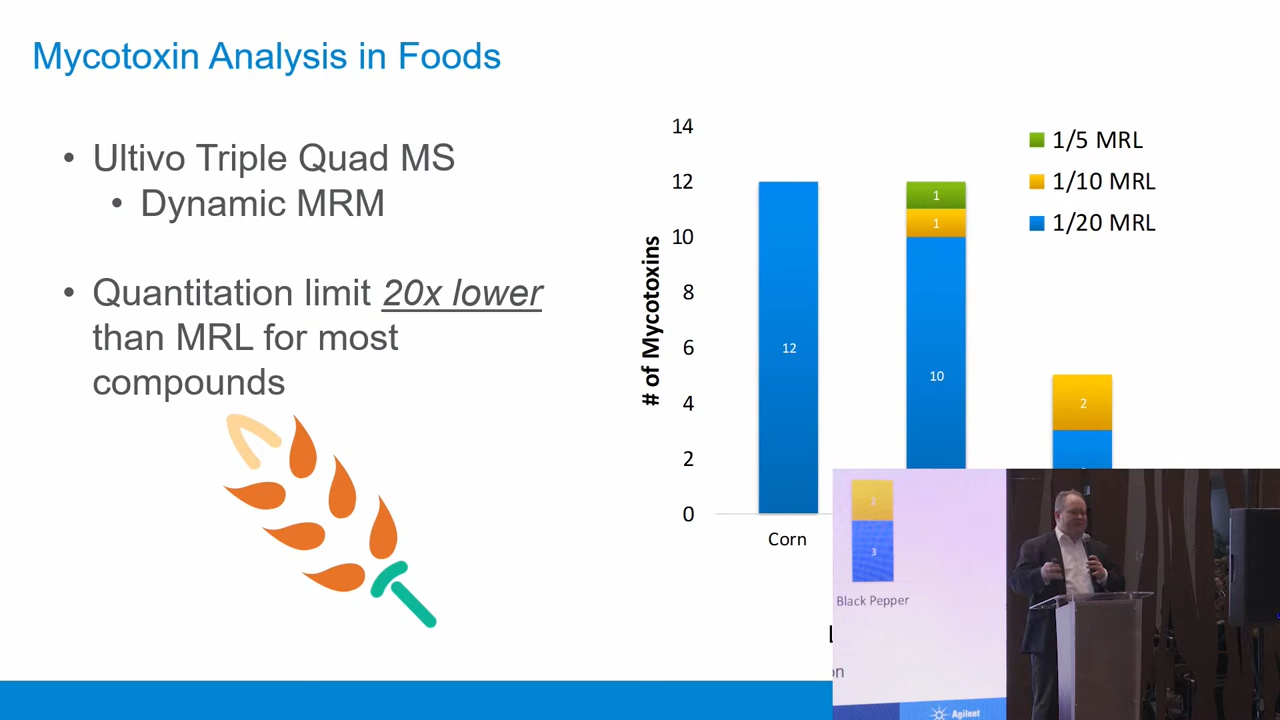 Mycotoxin Analysis in Foods
• Ultivo Triple Quad MS
• Dynamic MRM
• Quantitation limit 20x lower
than MRL for most
compounds
# of Mycotoxins
14
12
10
8
6
4
2
0
12
1
1
10
2
Corn
1/5 MRL
1/10 MRL
1/20 MRL
2
3
Black Pepper
on
Agilent